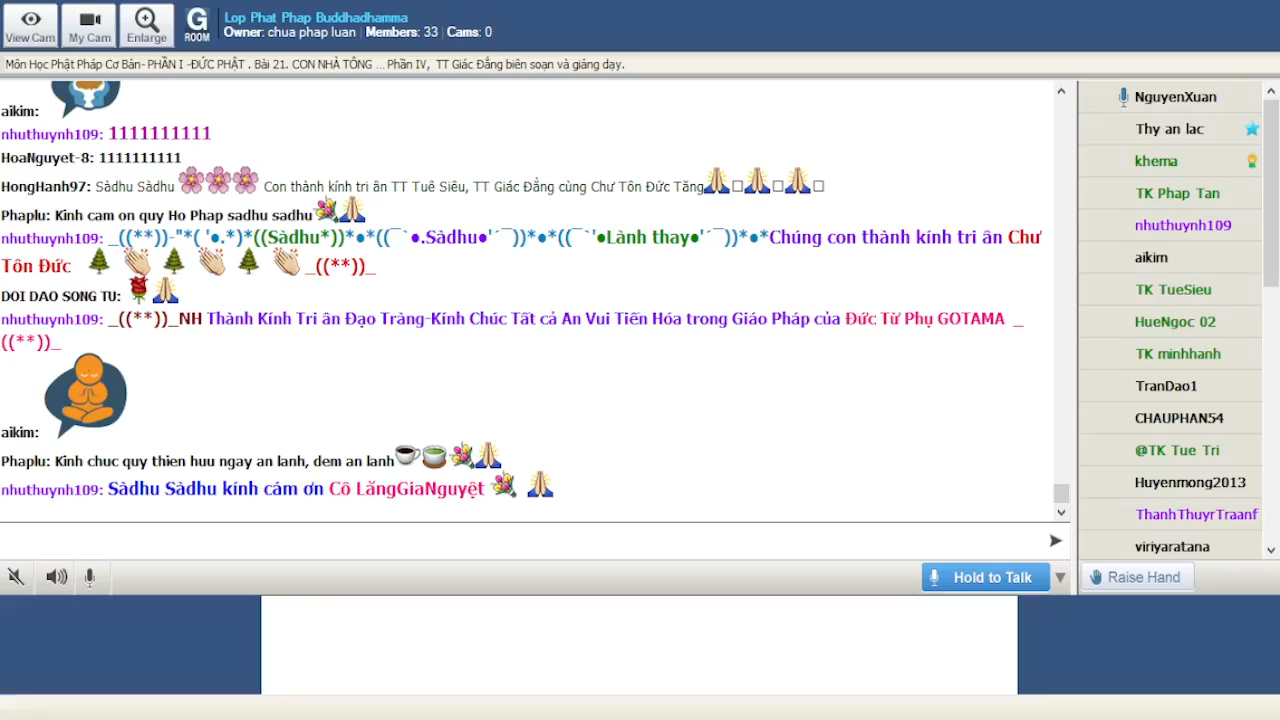 View Cam
My Cam
Enlarge
G
ROOM
Lop Phat Phap Buddhadhamma
Owner: chua phap luan | Members: 33 | Cams: 0
Môn Học Phật Pháp Cơ Bản- PHẦN I -ĐỨC PHẬT . Bài 21. CON NHÀ TÔNG ... Phần IV, TT Giác Đẳng biên soạn và giảng dạy.
aikim:
nhuthuynh109: 1111111111
HoaNguyet-8: 1111111111
HongHanh97: Sàdhu Sàdhu 🌸🌸🌸 Con thành kính tri ân TT Tuê Siêu, TT Giác Đẳng cùng Chư Tôn Đức Tăng🙏□🙏□🙏□
Phaplu: Kinh cam on quy Ho Phap sadhu sadhu💐🙏
nhuthuynh109: _((**))-"*( '●.*)*((Sàdhu*))*●*((¯`●.Sàdhu●'´¯))*●*((¯`'●Lành thay●'´¯))*●*Chúng con thành kính tri ân Chư
Tôn Đức 🌲 👏 🌲 👏 🌲 👏 _((**))_
DOI DAO SONG TU: 🌹🙏
nhuthuynh109: _((**))_NH Thành Kính Tri ân Đạo Tràng-Kính Chúc Tất cả An Vui Tiến Hóa trong Giáo Pháp của Đức Từ Phụ GOTAMA _
((**))_
aikim:
Phaplu: Kinh chuc quy thien huu ngay an lanh, dem an lanh☕🍵💐🙏
nhuthuynh109: Sàdhu Sàdhu kính cám ơn Cô LăngGiaNguyệt 💐 🙏
Hold to Talk
NguyenXuan
Thy an lac
khema
TK Phap Tan
nhuthuynh109
aikim
TK TueSieu
HueNgoc 02
TK minhhanh
TranDao1
CHAUPHAN54
@TK Tue Tri
Huyenmong2013
ThanhThuyrTraanf
viriyaratana
Raise Hand